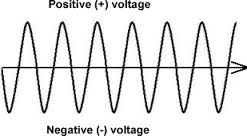 Positive (+) voltage
Negative (-) voltage